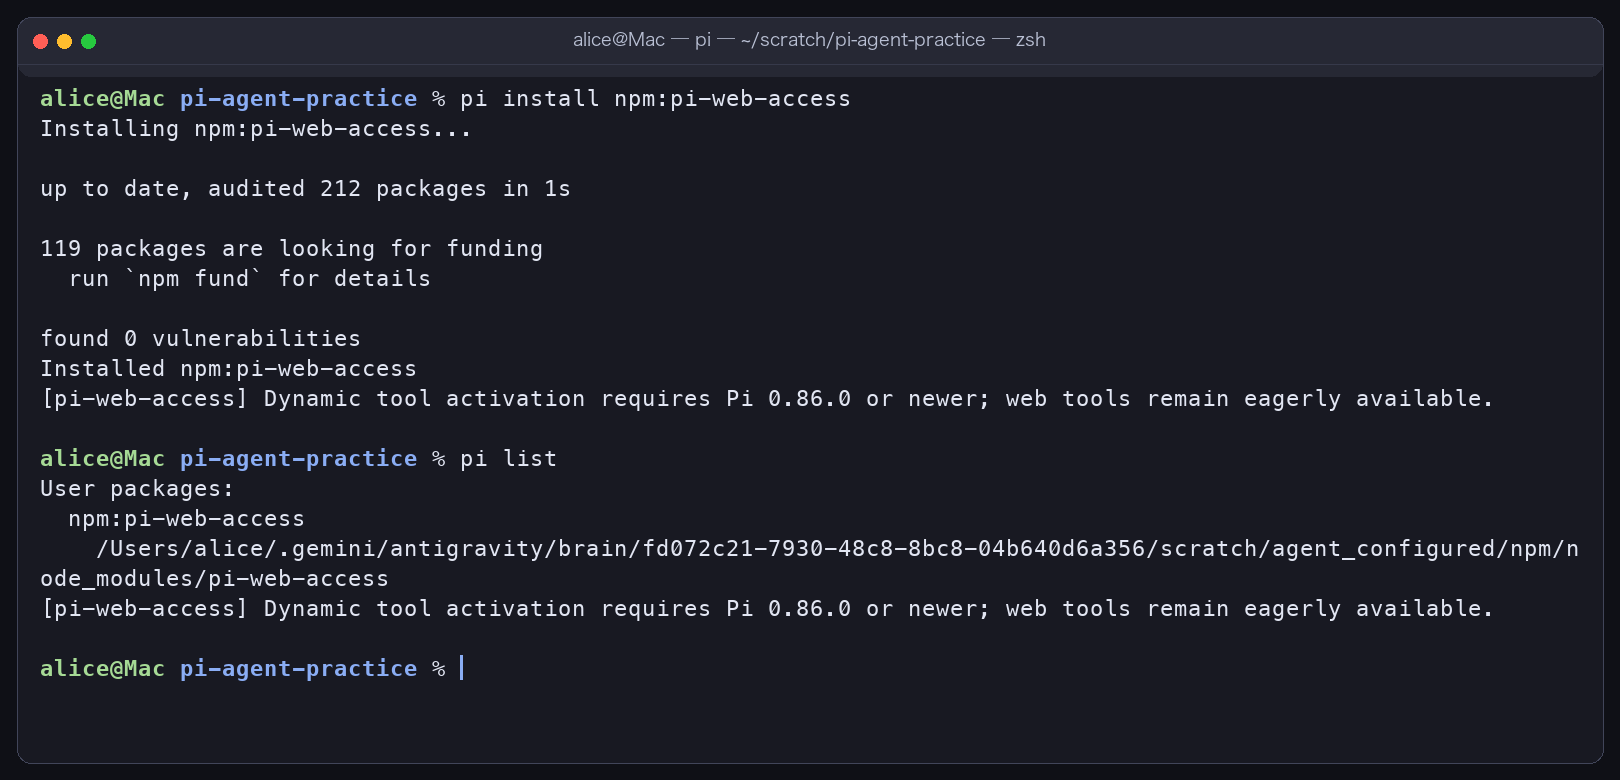 alice@Mac — pi — ~/scratch/pi-agent-practice — zsh
alice@Mac pi-agent-practice % pi install npm:pi-web-access
Installing npm:pi-web-access...
up to date, audited 212 packages in 1s
119 packages are looking for funding
  run `npm fund` for details
found 0 vulnerabilities
Installed npm:pi-web-access
[pi-web-access] Dynamic tool activation requires Pi 0.86.0 or newer; web tools remain eagerly available.
alice@Mac pi-agent-practice % pi list
User packages:
  npm:pi-web-access
    /Users/alice/.gemini/antigravity/brain/fd072c21-7930-48c8-8bc8-04b640d6a356/scratch/agent_configured/npm/n
ode_modules/pi-web-access
[pi-web-access] Dynamic tool activation requires Pi 0.86.0 or newer; web tools remain eagerly available.
alice@Mac pi-agent-practice %